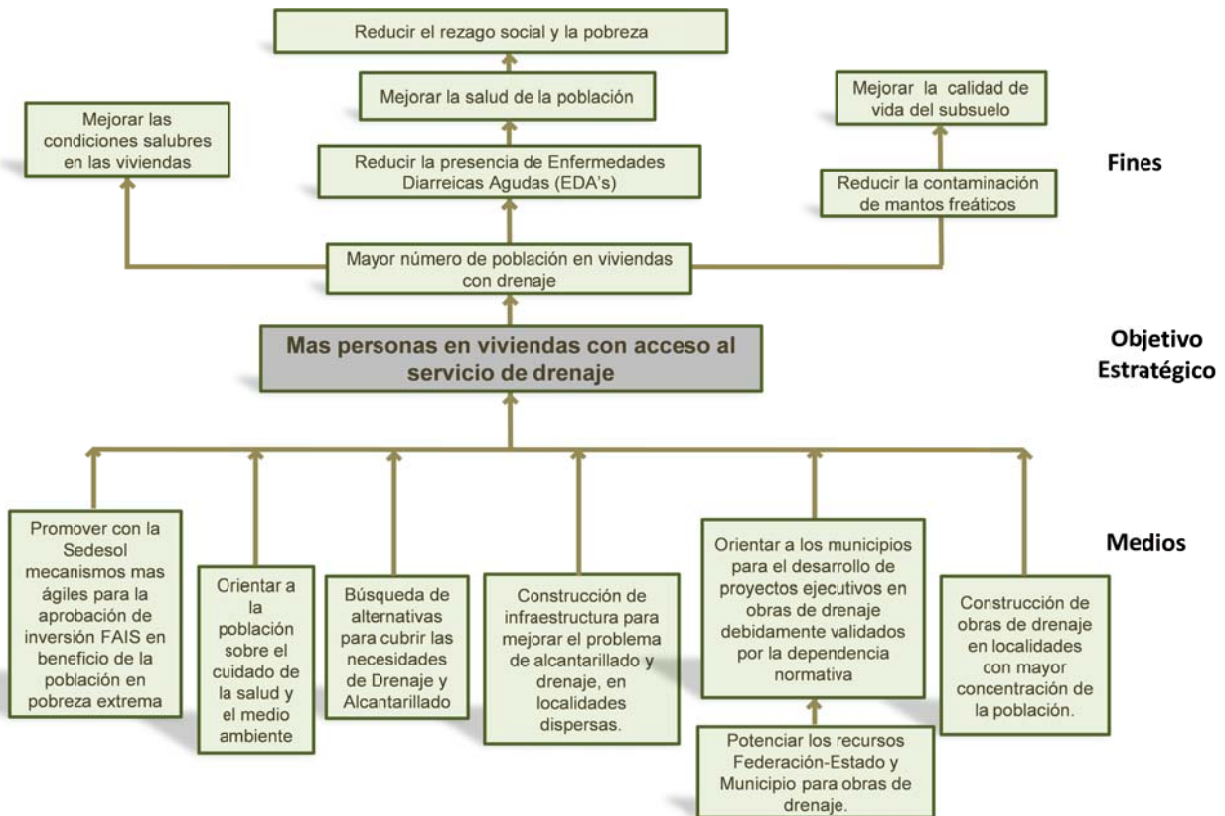 Reducir el rezago social y la pobreza
Mejorar la salud de la población
Mejorar la calidad de
vida del subsuelo
Mejorar las
condiciones salubres
en las viviendas
Reducir la presencia de Enfermedades
Diarreicas Agudas (EDA's)
Fines
Reducir la contaminación
de mantos freáticos
Mayor número de población en viviendas
con drenaje
Mas personas en viviendas con acceso al
servicio de drenaje
Objetivo
Estratégico
Medios
Promover con la
Sedesol
mecanismos mas
ágiles para la
aprobación de
inversión FAIS en
beneficio de la
población en
pobreza extrema
Orientar a
la
población
sobre el
cuidado de
la salud y
el medio
ambiente
Búsqueda de
alternativas
para cubrir las
necesidades
de Drenaje y
Alcantarillado
Construcción de
infraestructura para
mejorar el problema
de alcantarillado y
drenaje, en
localidades
dispersas.
Orientar a los municipios
para el desarrollo de
proyectos ejecutivos en
obras de drenaje
debidamente validados
por la dependencia
normativa
Construcción de
obras de drenaje
en localidades
con mayor
concentración de
la población.
Potenciar los recursos
Federación-Estado y
Municipio para obras de
drenaje.